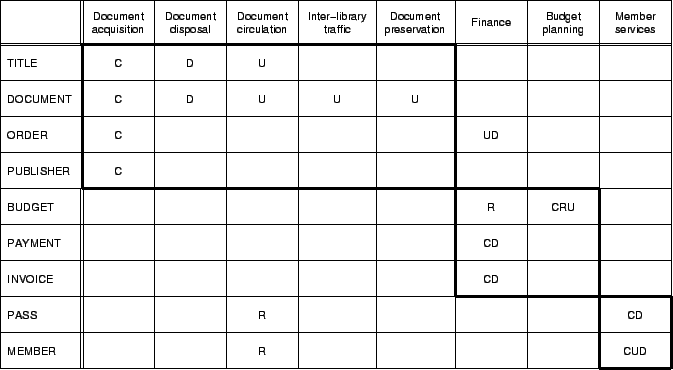 Document acquisition Document disposal Document circulation Inter-library traffic Document preservation Finance Budget planning Member services
TITLE C D U
DOCUMENT C D U U U
ORDER C UD
PUBLISHER C
BUDGET R CRU
PAYMENT CD
INVOICE CD
PASS R CD
MEMBER R CUD